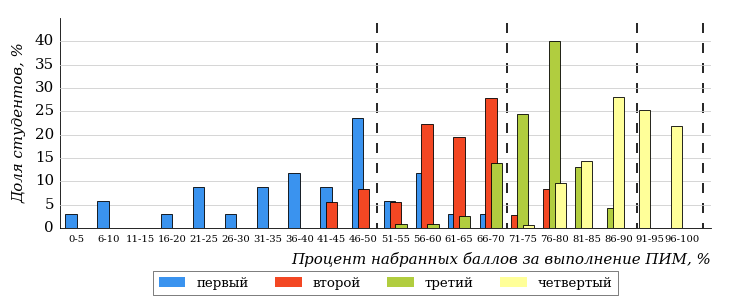 Доля студентов, %
40
35
30
25
20
15
10
5
0
0-5 6-10 11-15 16-20 21-25 26-30 31-35 36-40 41-45 46-50 51-55 56-60 61-65 66-70 71-75 76-80 81-85 86-90 91-95 96-100
Процент набранных баллов за выполнение ПИМ, %
первый второй третий четвертый